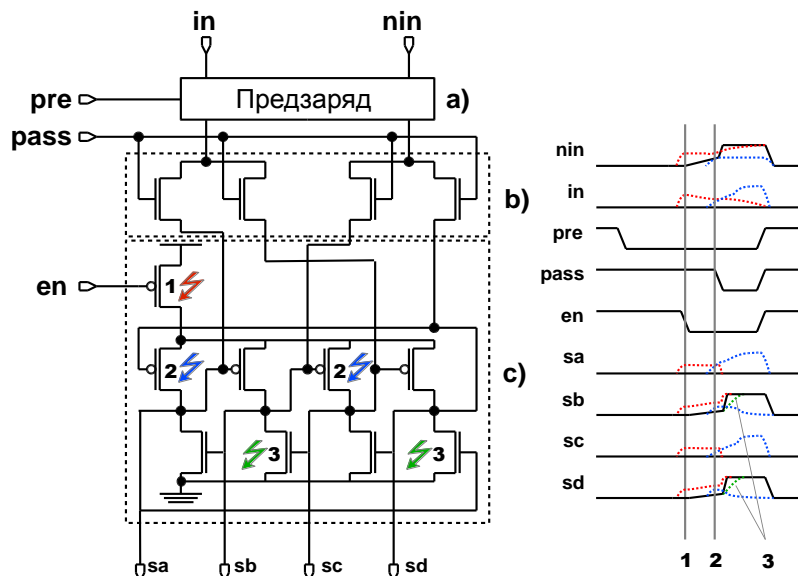 in nin
pre Предзаряд a)
pass
b)
en 1
2 2 c)
3 3
sa sb sc sd
nin
in
pre
pass
en
sa
sb
sc
sd
1 2 3